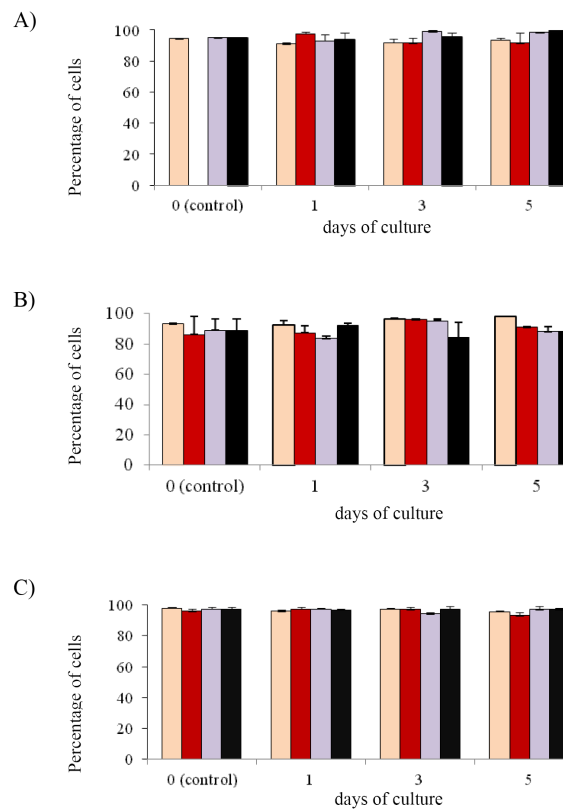 A)
Percentage of cells
100
80
60
40
20
0
0 (control) 1 3 5
days of culture
B)
Percentage of cells
100
80
60
40
20
0
0 (control) 1 3 5
days of culture
C)
Percentage of cells
100
80
60
40
20
0
0 (control) 1 3 5
days of culture